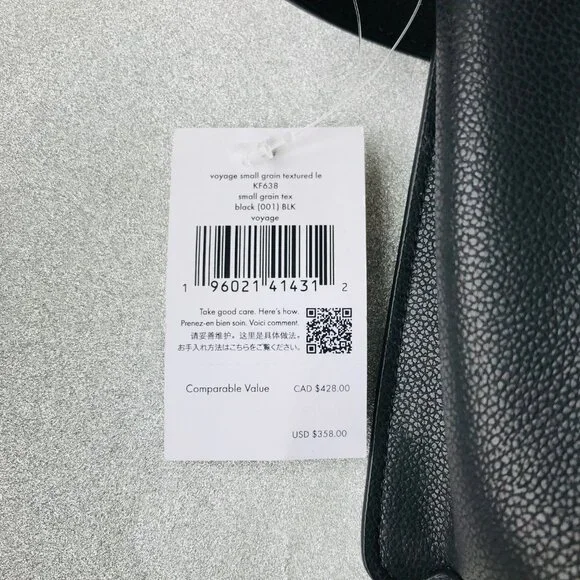 voyage small grain textured le
KF638
small grain tex
black (001) BLK
voyage
1 96021 41431 2
Take good care. Here's how.
Prenez-en bien soin. Voici comment.
请妥善维护。这里是具体做法。
お手入れ方法はこちらをご覧ください。
Comparable Value CAD $428.00
USD $358.00